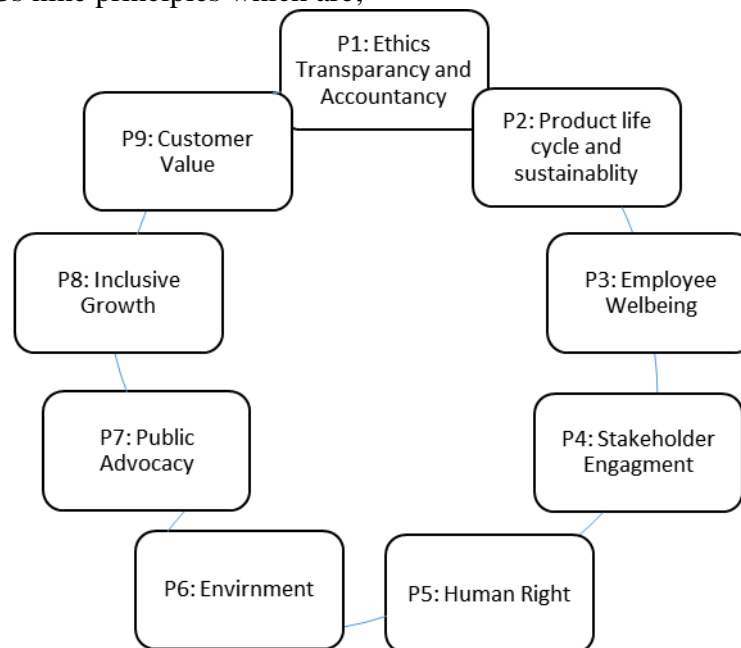 nine principles which are,
P1: Ethics
Transparancy and
Accountancy
P2: Product life
cycle and
sustainablity
P3: Employee
Welbeing
P4: Stakeholder
Engagment
P5: Human Right
P6: Envirnment
P7: Public
Advocacy
P8: Inclusive
Growth
P9: Customer
Value